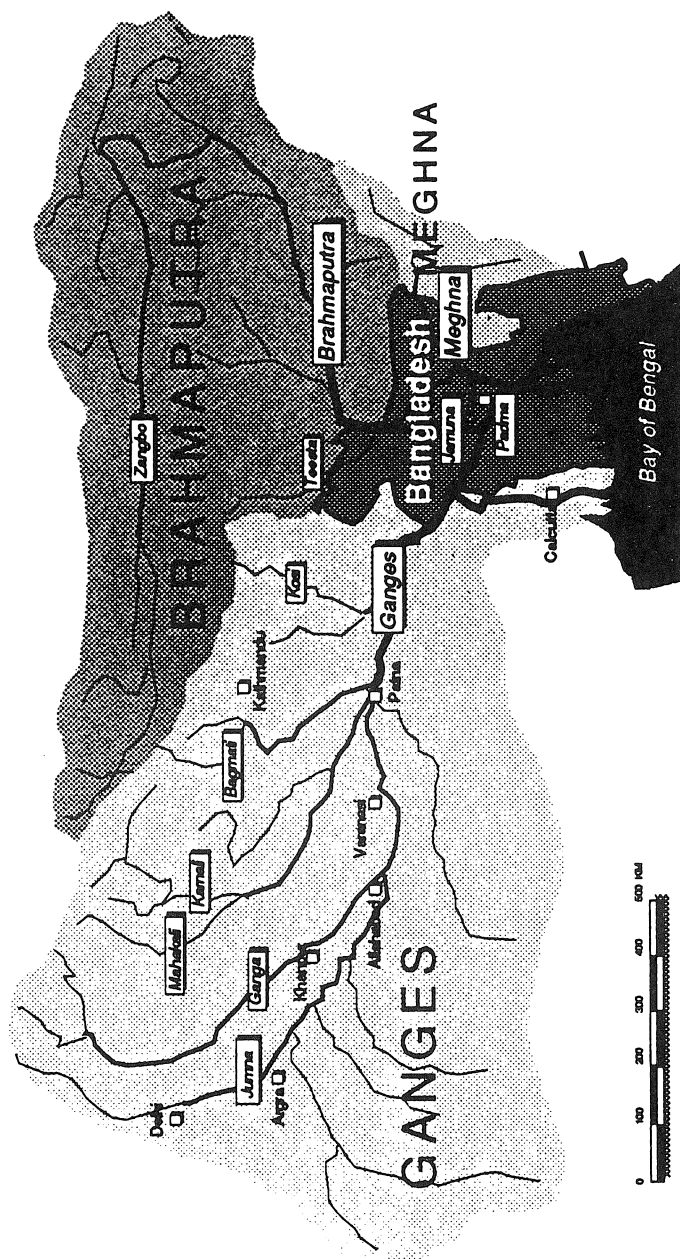 BRAHMAPUTRA
Zangbo
Brahmaputra
Teesta
MEGHNA
Meghna
Bangladesh
Jamuna
Padma
Bay of Bengal
Calcutta
Ganges
Kosi
Kathmandu
Patna
Bagmati
Varanasi
Karnali
Mahakali
Allahabad
Ganga
Jumna
Agra
Delhi
GANGES
0 100 200 300 400 500 KM